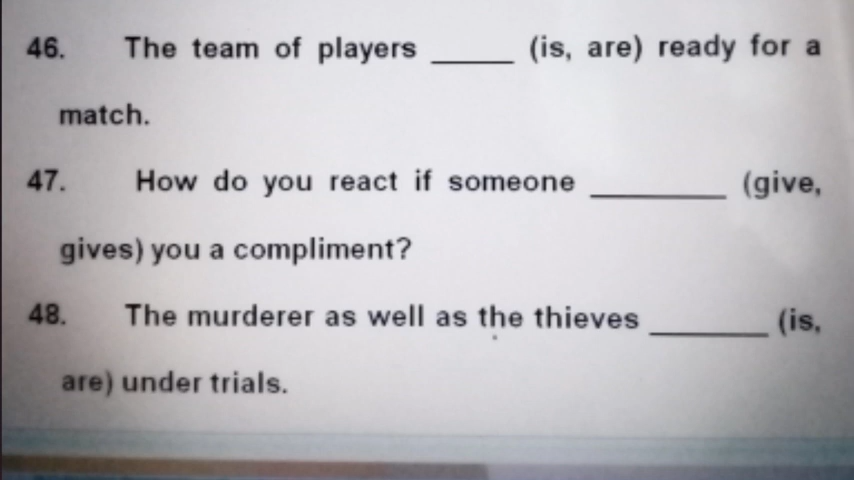 46. The team of players _____ (is, are) ready for a
match.
47. How do you react if someone ________ (give,
gives) you a compliment?
48. The murderer as well as the thieves _______ (is,
are) under trials.